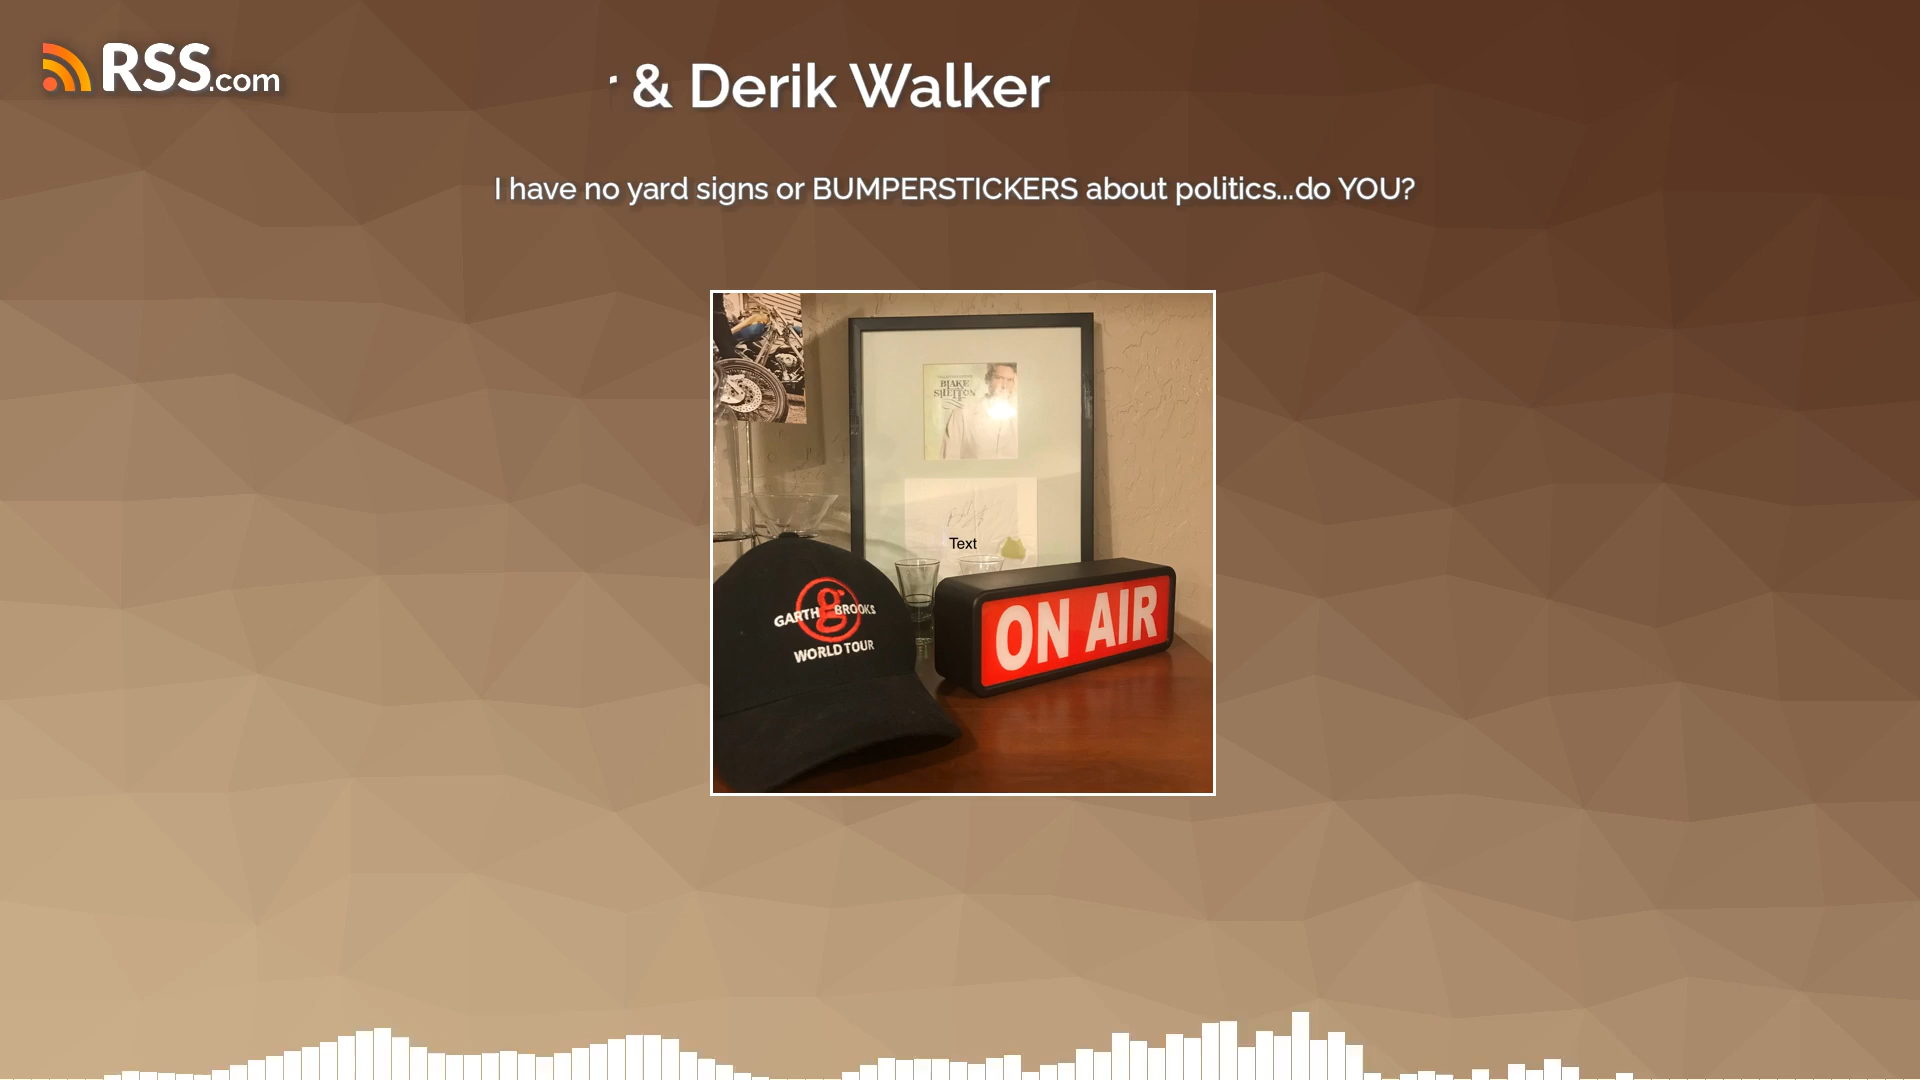 RSS.com
& Derik Walker
I have no yard signs or BUMPERSTICKERS about politics...do YOU?
BLAKE
SHELTON
Text
GARTH g BROOKS
WORLD TOUR
ON AIR